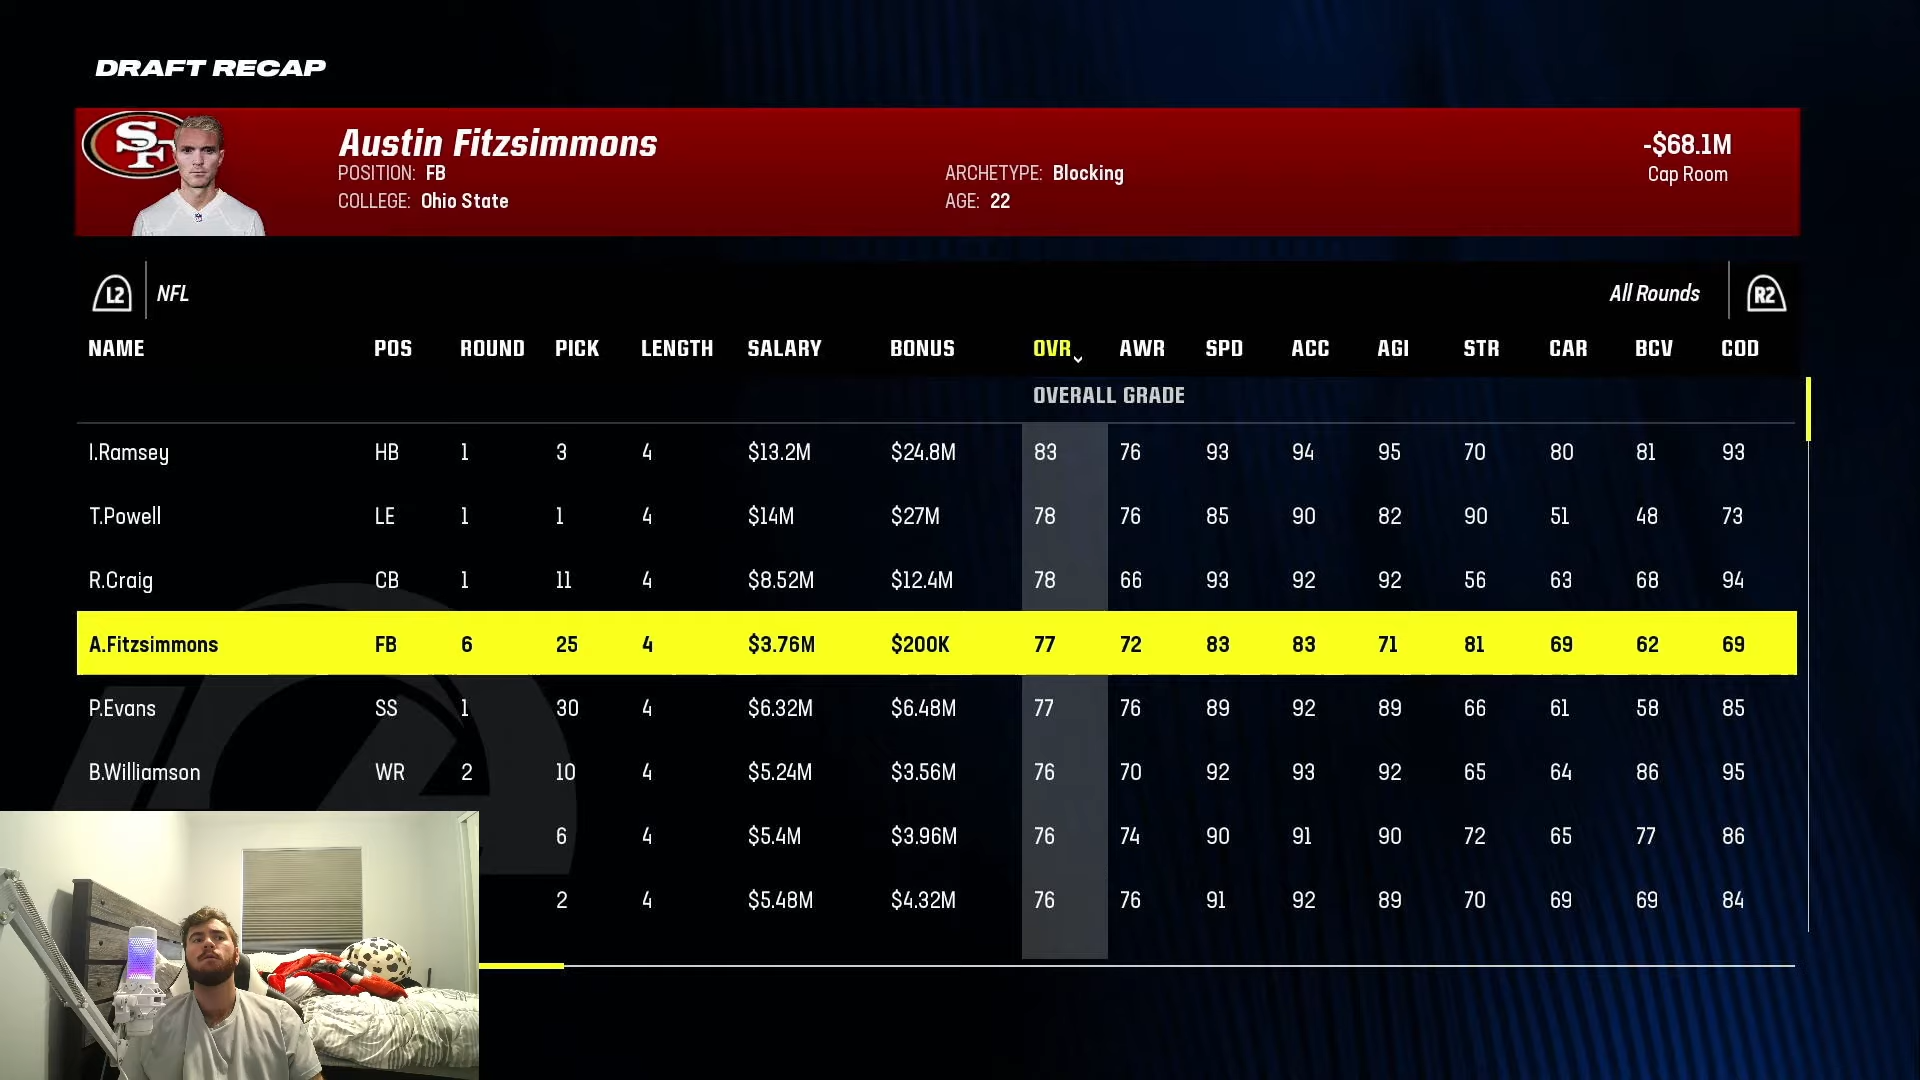 DRAFT RECAP
SF
Austin Fitzsimmons
POSITION: FB
COLLEGE: Ohio State
ARCHETYPE: Blocking
AGE: 22
-$68.1M
Cap Room
L2 NFL
All Rounds R2
NAME POS ROUND PICK LENGTH SALARY BONUS OVR AWR SPD ACC AGI STR CAR BCV COD
OVERALL GRADE
I.Ramsey HB 1 3 4 $13.2M $24.8M 83 76 93 94 95 70 80 81 93
T.Powell LE 1 1 4 $14M $27M 78 76 85 90 82 90 51 48 73
R.Craig CB 1 11 4 $8.52M $12.4M 78 66 93 92 92 56 63 68 94
A.Fitzsimmons FB 6 25 4 $3.76M $200K 77 72 83 83 71 81 69 62 69
P.Evans SS 1 30 4 $6.32M $6.48M 77 76 89 92 89 66 61 58 85
B.Williamson WR 2 10 4 $5.24M $3.56M 76 70 92 93 92 65 64 86 95
6 4 $5.4M $3.96M 76 74 90 91 90 72 65 77 86
2 4 $5.48M $4.32M 76 76 91 92 89 70 69 69 84